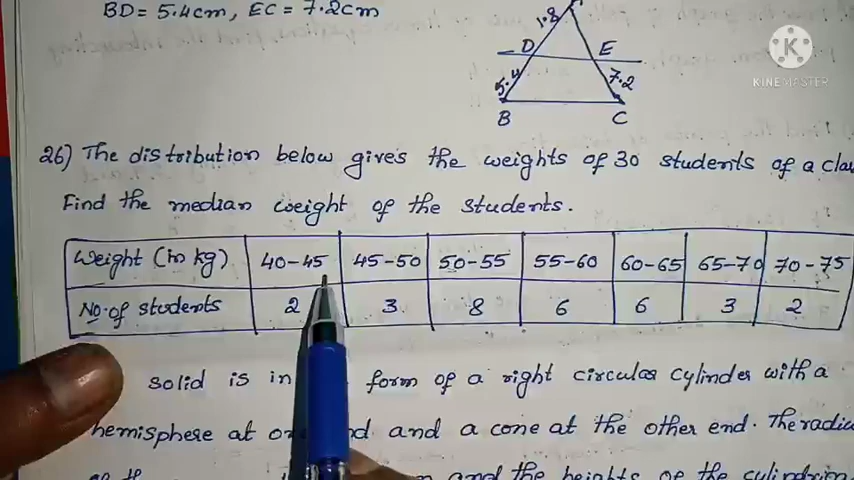 BD = 5.4cm, EC = 7.2cm
1.8
D E
5.4 7.2
B C
KINEMASTER
26) The distribution below gives the weights of 30 students of a
Find the median weight of the students.
Weight (in kg) 40-45 45-50 50-55 55-60 60-65 65-70 70-75
No. of students 2 3 8 6 6 3 2
solid is in form of a right circular cylinder with a
hemisphere at and a cone at the other end. The
and the heights of the